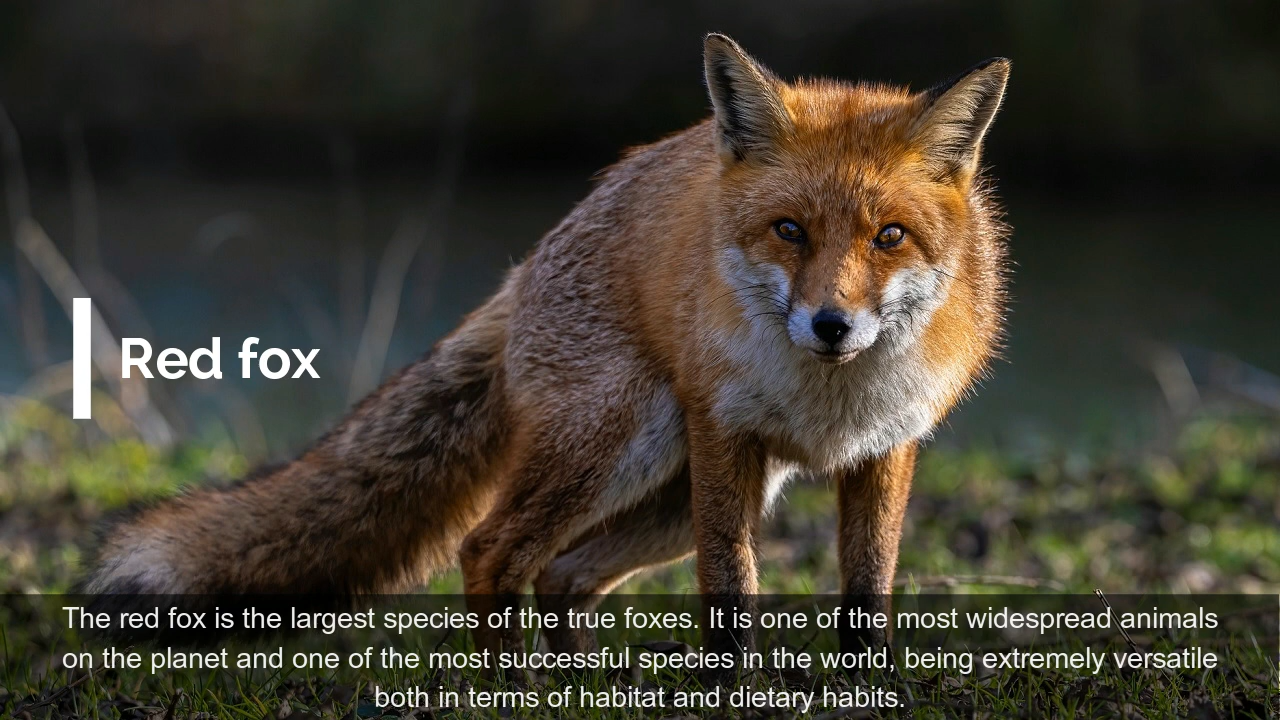 Red fox
The red fox is the largest species of the true foxes. It is one of the most widespread animals
on the planet and one of the most successful species in the world, being extremely versatile
both in terms of habitat and dietary habits.